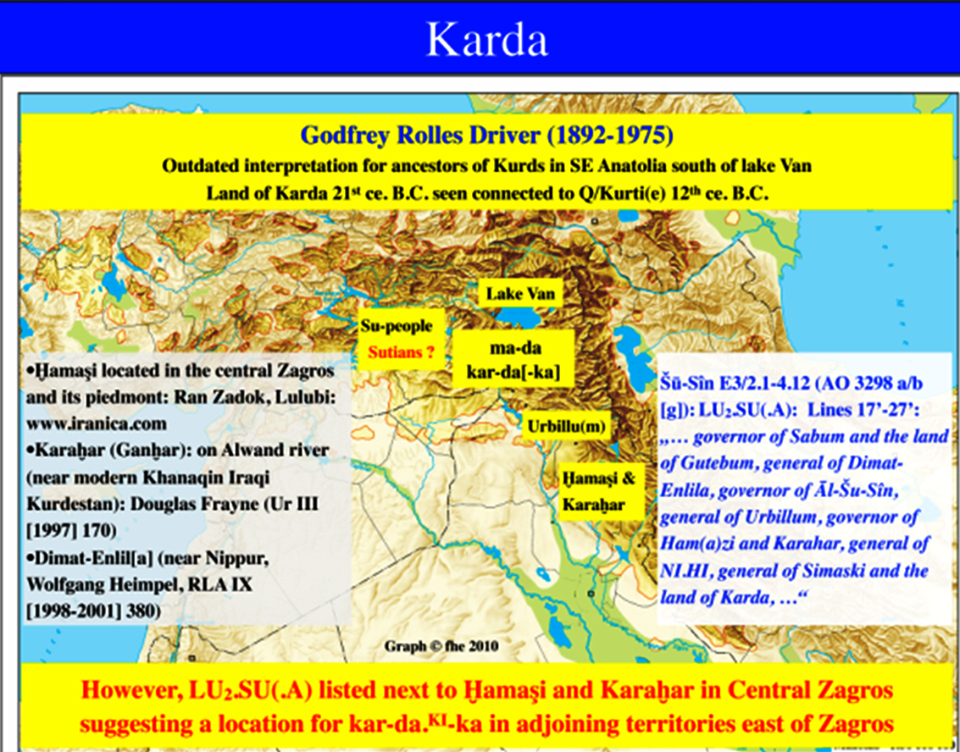 Karda
Godfrey Rolles Driver (1892-1975)
Outdated interpretation for ancestors of Kurds in SE Anatolia south of lake Van
Land of Karda 21st ce. B.C. seen connected to Q/Kurti(e) 12th ce. B.C.
Lake Van
Su-people
Sutians ?
ma-da
kar-da[-ka]
Urbillu(m)
Ḫamaşi &
Karaḫar
•Ḫamaşi located in the central Zagros
and its piedmont: Ran Zadok, Lulubi:
www.iranica.com
•Karaḫar (Ganḫar): on Alwand river
(near modern Khanaqin Iraqi
Kurdestan): Douglas Frayne (Ur III
[1997] 170)
•Dimat-Enlil[a] (near Nippur,
Wolfgang Heimpel, RLA IX
[1998-2001] 380)
Šū-Sîn E3/2.1-4.12 (AO 3298 a/b
[g]): LU₂.SU(.A): Lines 17’-27’:
„… governor of Sabum and the land
of Gutebum, general of Dimat-
Enlila, governor of Āl-Šu-Sîn,
general of Urbillum, governor of
Ham(a)zi and Karahar, general of
NI.HI, general of Simaski and the
land of Karda, …“
Graph © fhe 2010
However, LU₂.SU(.A) listed next to Ḫamaşi and Karaḫar in Central Zagros
suggesting a location for kar-da.KI-ka in adjoining territories east of Zagros